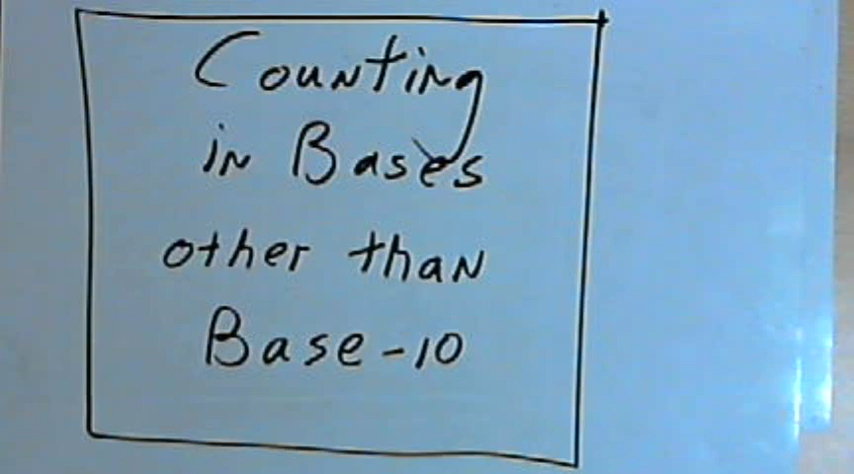 Counting
in Bases
other than
Base-10